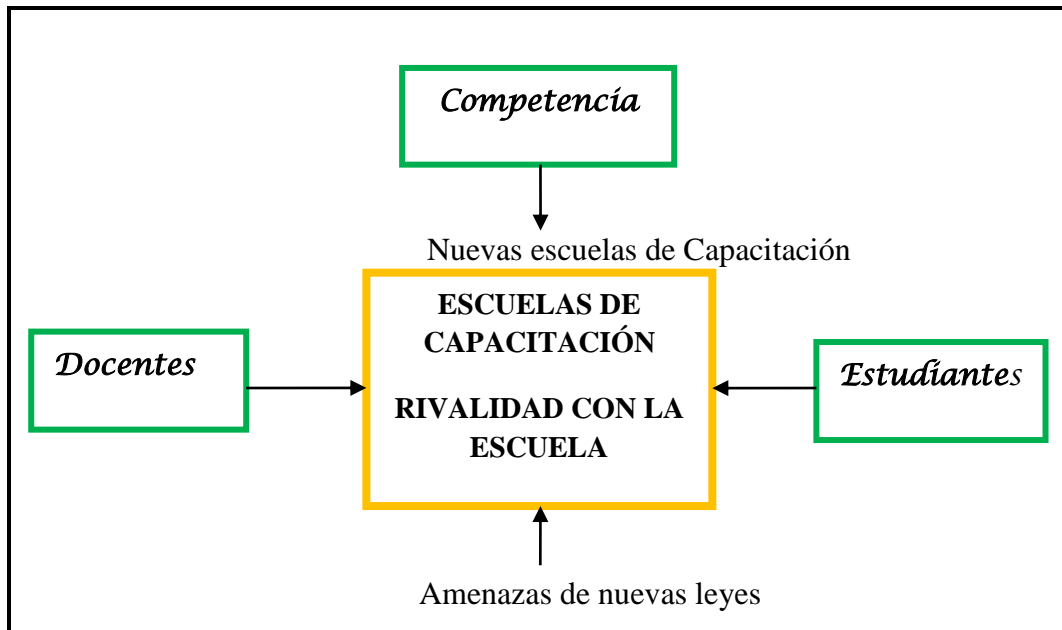 Competencia
Nuevas escuelas de Capacitación
ESCUELAS DE
CAPACITACIÓN
RIVALIDAD CON LA
ESCUELA
Docentes
Estudiantes
Amenazas de nuevas leyes